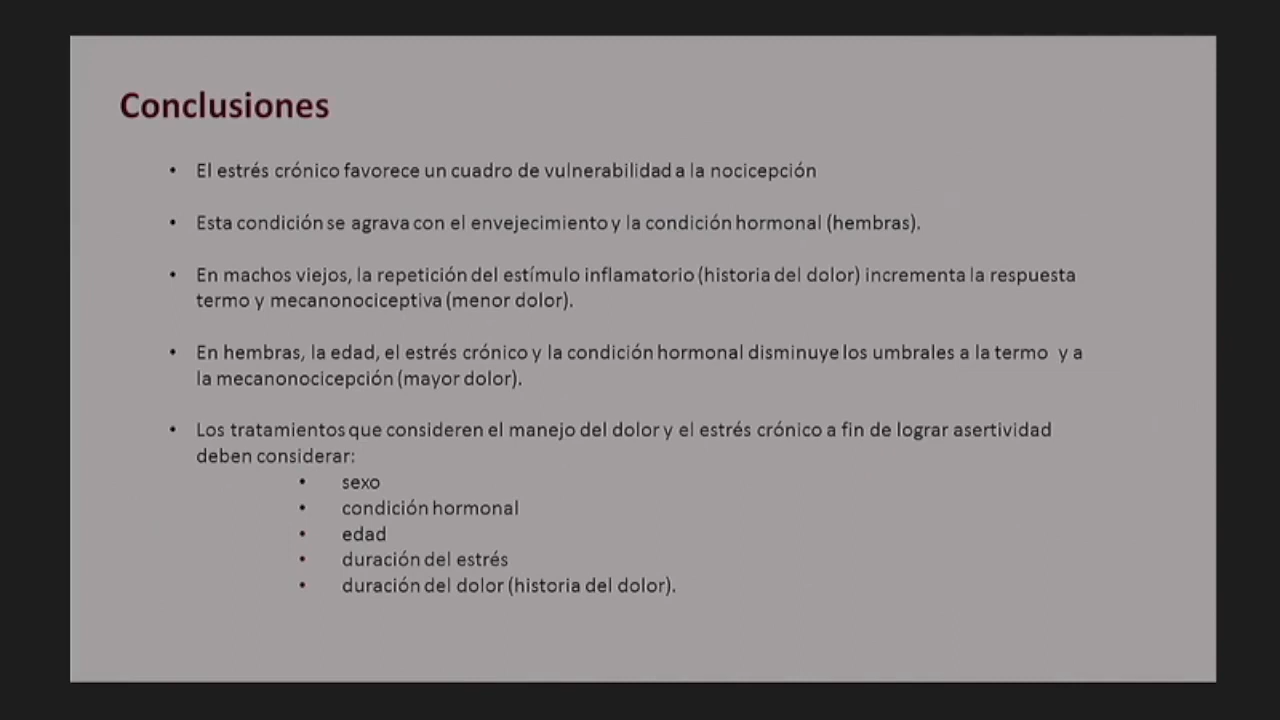 Conclusiones
• El estrés crónico favorece un cuadro de vulnerabilidad a la nocicepción
• Esta condición se agrava con el envejecimiento y la condición hormonal (hembras).
• En machos viejos, la repetición del estímulo inflamatorio (historia del dolor) incrementa la respuesta
termo y mecanonociceptiva (menor dolor).
• En hembras, la edad, el estrés crónico y la condición hormonal disminuye los umbrales a la termo y a
la mecanonocicepción (mayor dolor).
• Los tratamientos que consideren el manejo del dolor y el estrés crónico a fin de lograr asertividad
deben considerar:
• sexo
• condición hormonal
• edad
• duración del estrés
• duración del dolor (historia del dolor).